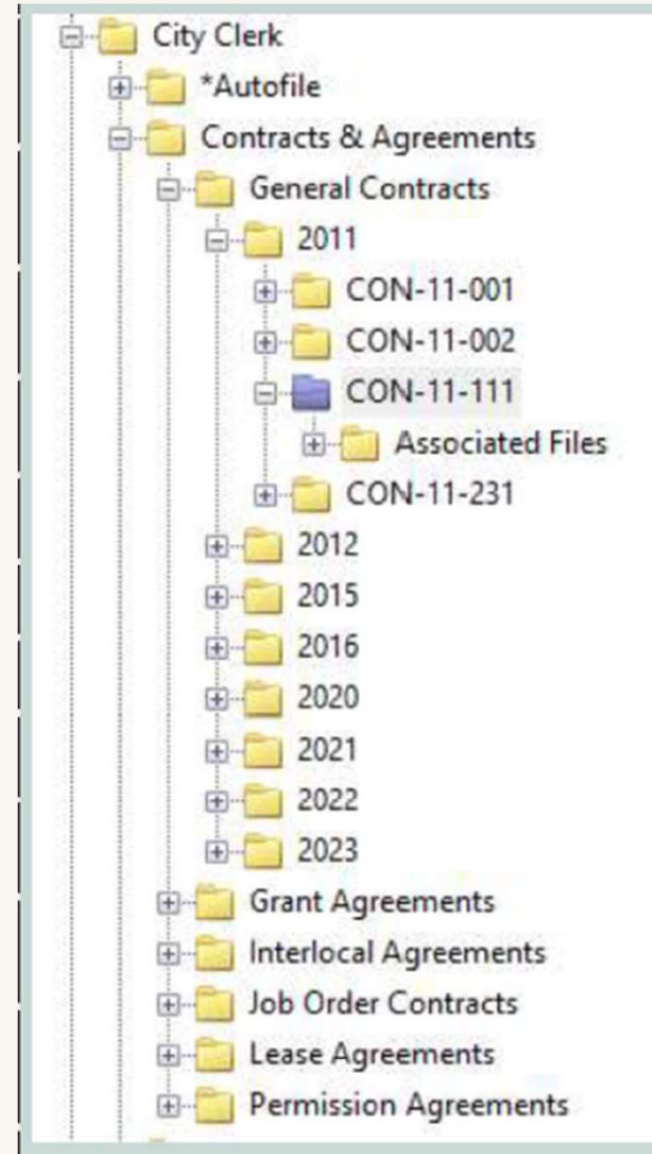 City Clerk
*Autofile
Contracts & Agreements
General Contracts
2011
CON-11-001
CON-11-002
CON-11-111
Associated Files
CON-11-231
2012
2015
2016
2020
2021
2022
2023
Grant Agreements
Interlocal Agreements
Job Order Contracts
Lease Agreements
Permission Agreements